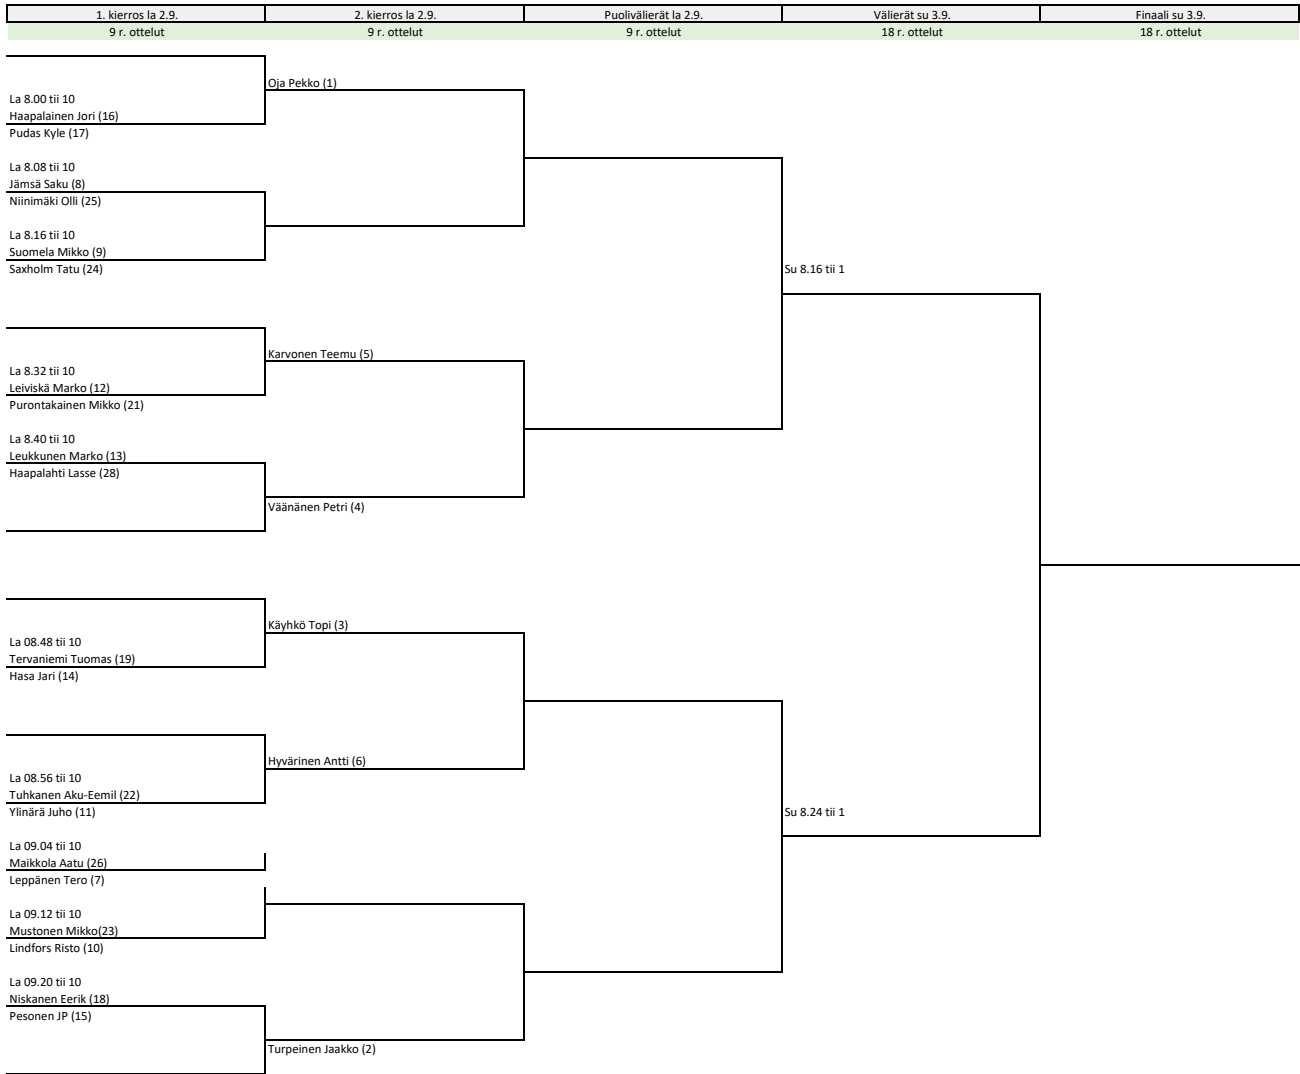 1. kierros la 2.9.
2. kierros la 2.9.
Puolivälierät la 2.9.
Välierät su 3.9.
Finaali su 3.9.
9 r. ottelut
9 r. ottelut
9 r. ottelut
18 r. ottelut
18 r. ottelut
Oja Pekko (1)
La 8.00 tii 10
Haapalainen Jori (16)
Pudas Kyle (17)
La 8.08 tii 10
Jämsä Saku (8)
Niinimäki Olli (25)
La 8.16 tii 10
Suomela Mikko (9)
Saxholm Tatu (24)
Su 8.16 tii 1
Karvonen Teemu (5)
La 8.32 tii 10
Leiviskä Marko (12)
Purontakainen Mikko (21)
La 8.40 tii 10
Leukkunen Marko (13)
Haapalahti Lasse (28)
Väänänen Petri (4)
Käyhkö Topi (3)
La 08.48 tii 10
Tervaniemi Tuomas (19)
Hasa Jari (14)
Hyvärinen Antti (6)
La 08.56 tii 10
Tuhkanen Aku-Eemil (22)
Ylinärä Juho (11)
Su 8.24 tii 1
La 09.04 tii 10
Maikkola Aatu (26)
Leppänen Tero (7)
La 09.12 tii 10
Mustonen Mikko(23)
Lindfors Risto (10)
La 09.20 tii 10
Niskanen Eerik (18)
Pesonen JP (15)
Turpeinen Jaakko (2)